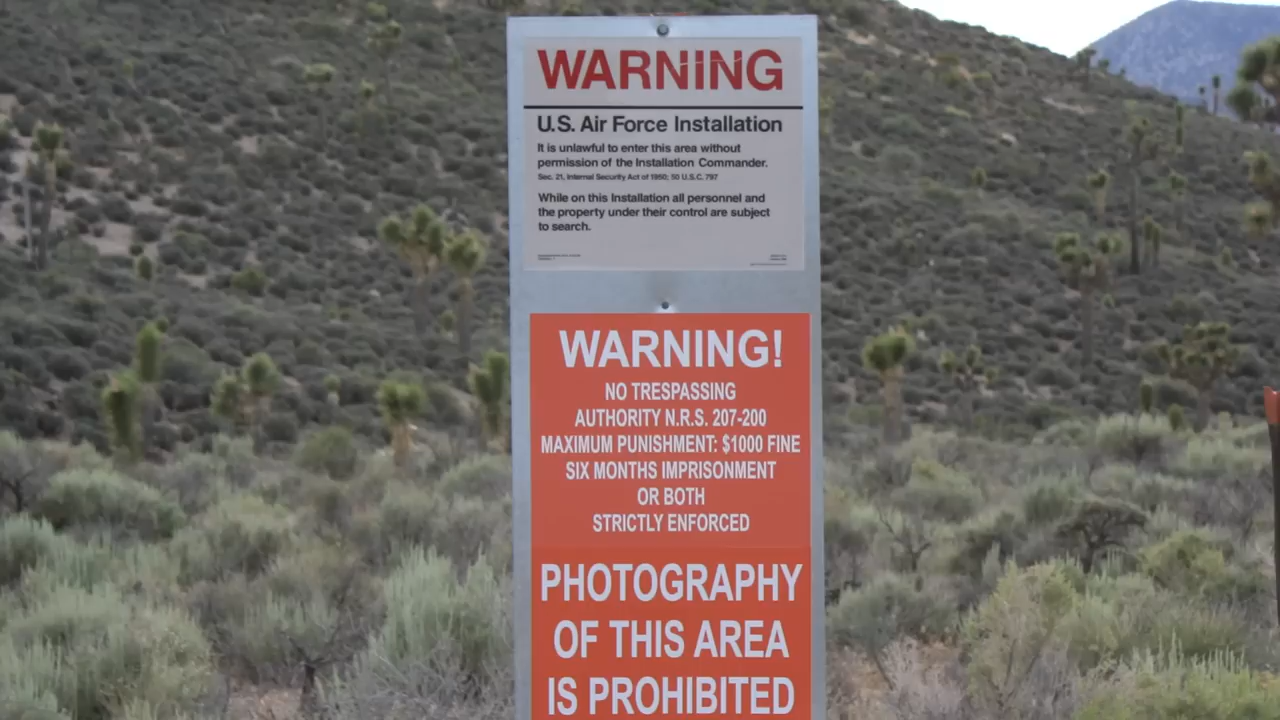 WARNING
U.S. Air Force Installation
It is unlawful to enter this area without
permission of the Installation Commander.
Sec. 21, Internal Security Act of 1950; 50 U.S.C. 797
While on this Installation all personnel and
the property under their control are subject
to search.
WARNING!
NO TRESPASSING
AUTHORITY N.R.S. 207-200
MAXIMUM PUNISHMENT: $1000 FINE
SIX MONTHS IMPRISONMENT
OR BOTH
STRICTLY ENFORCED
PHOTOGRAPHY
OF THIS AREA
IS PROHIBITED